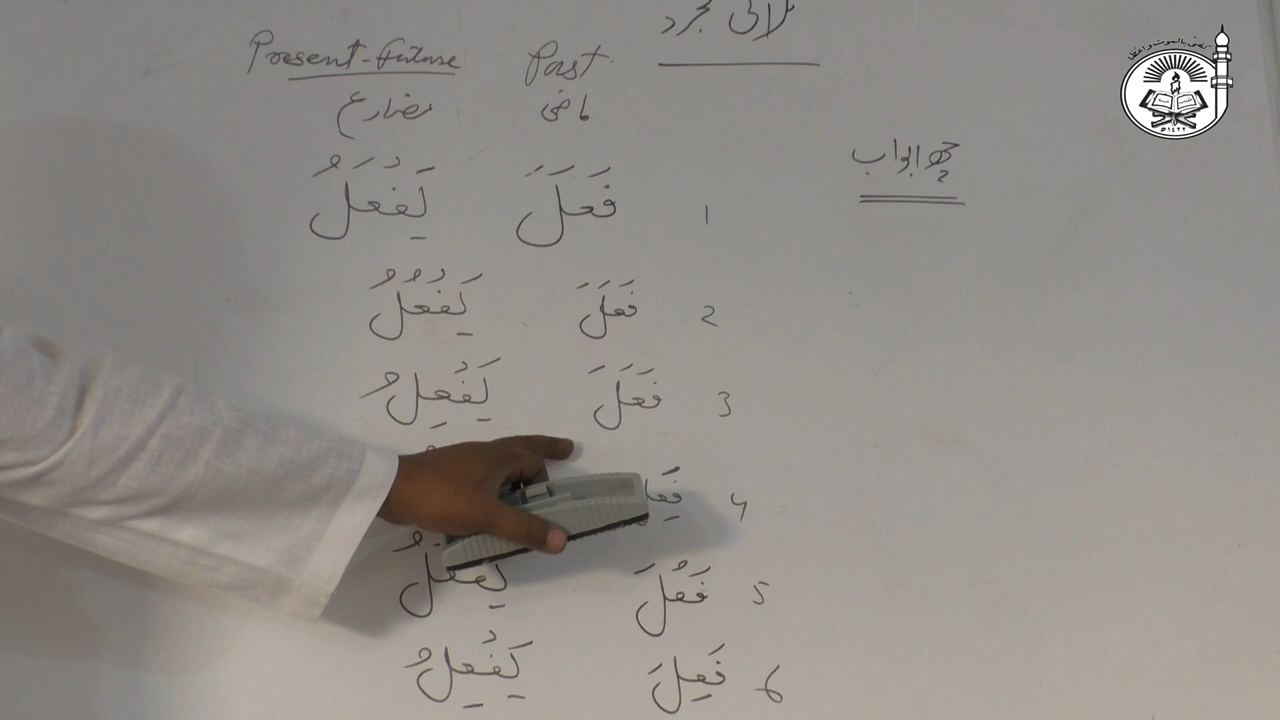 ثلاثی مجرد
Present-Future Past
ماضی مضارع
چھ ابواب
1 فَعَلَ يَفْعَلُ
2 فَعَلَ يَفْعُلُ
3 فَعَلَ يَفْعِلُ
4
5 فَعُلَ
6 فَعِلَ يَفْعِلُ